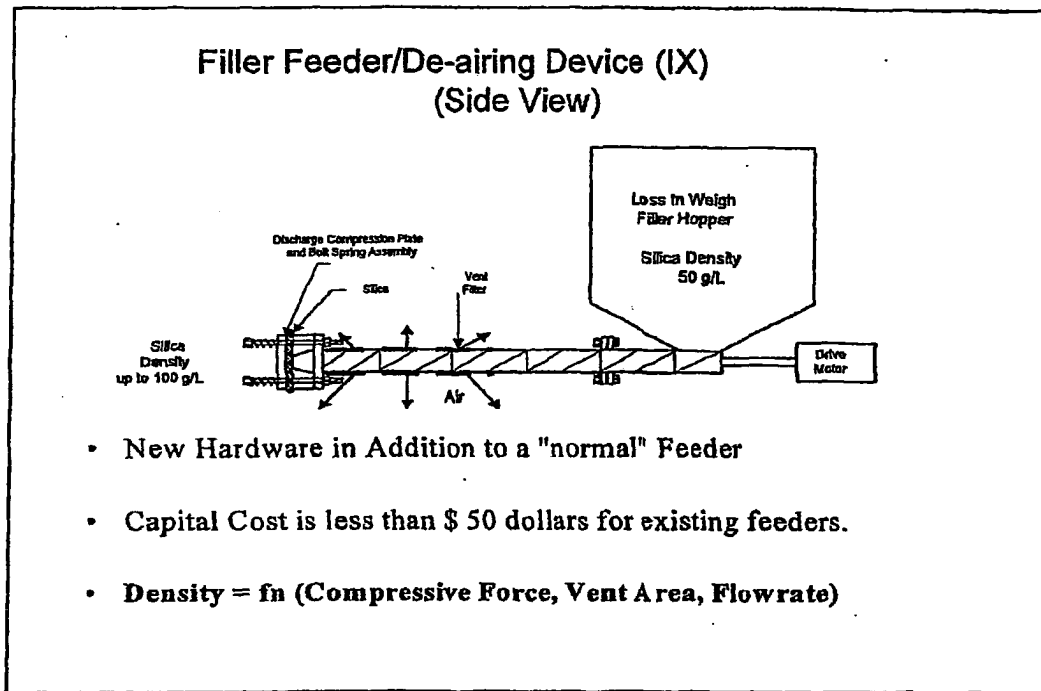 Filler Feeder/De-airing Device (IX)
(Side View)
Loss in Weigh
Filler Hopper
Silica Density
50 g/L
Discharge Compression Plate
and Bolt Spring Assembly
Silica
Vent
Filter
Silica
Density
up to 100 g/L
Air
Drive
Motor
• New Hardware in Addition to a "normal" Feeder
• Capital Cost is less than $ 50 dollars for existing feeders.
• Density = fn (Compressive Force, Vent Area, Flowrate)